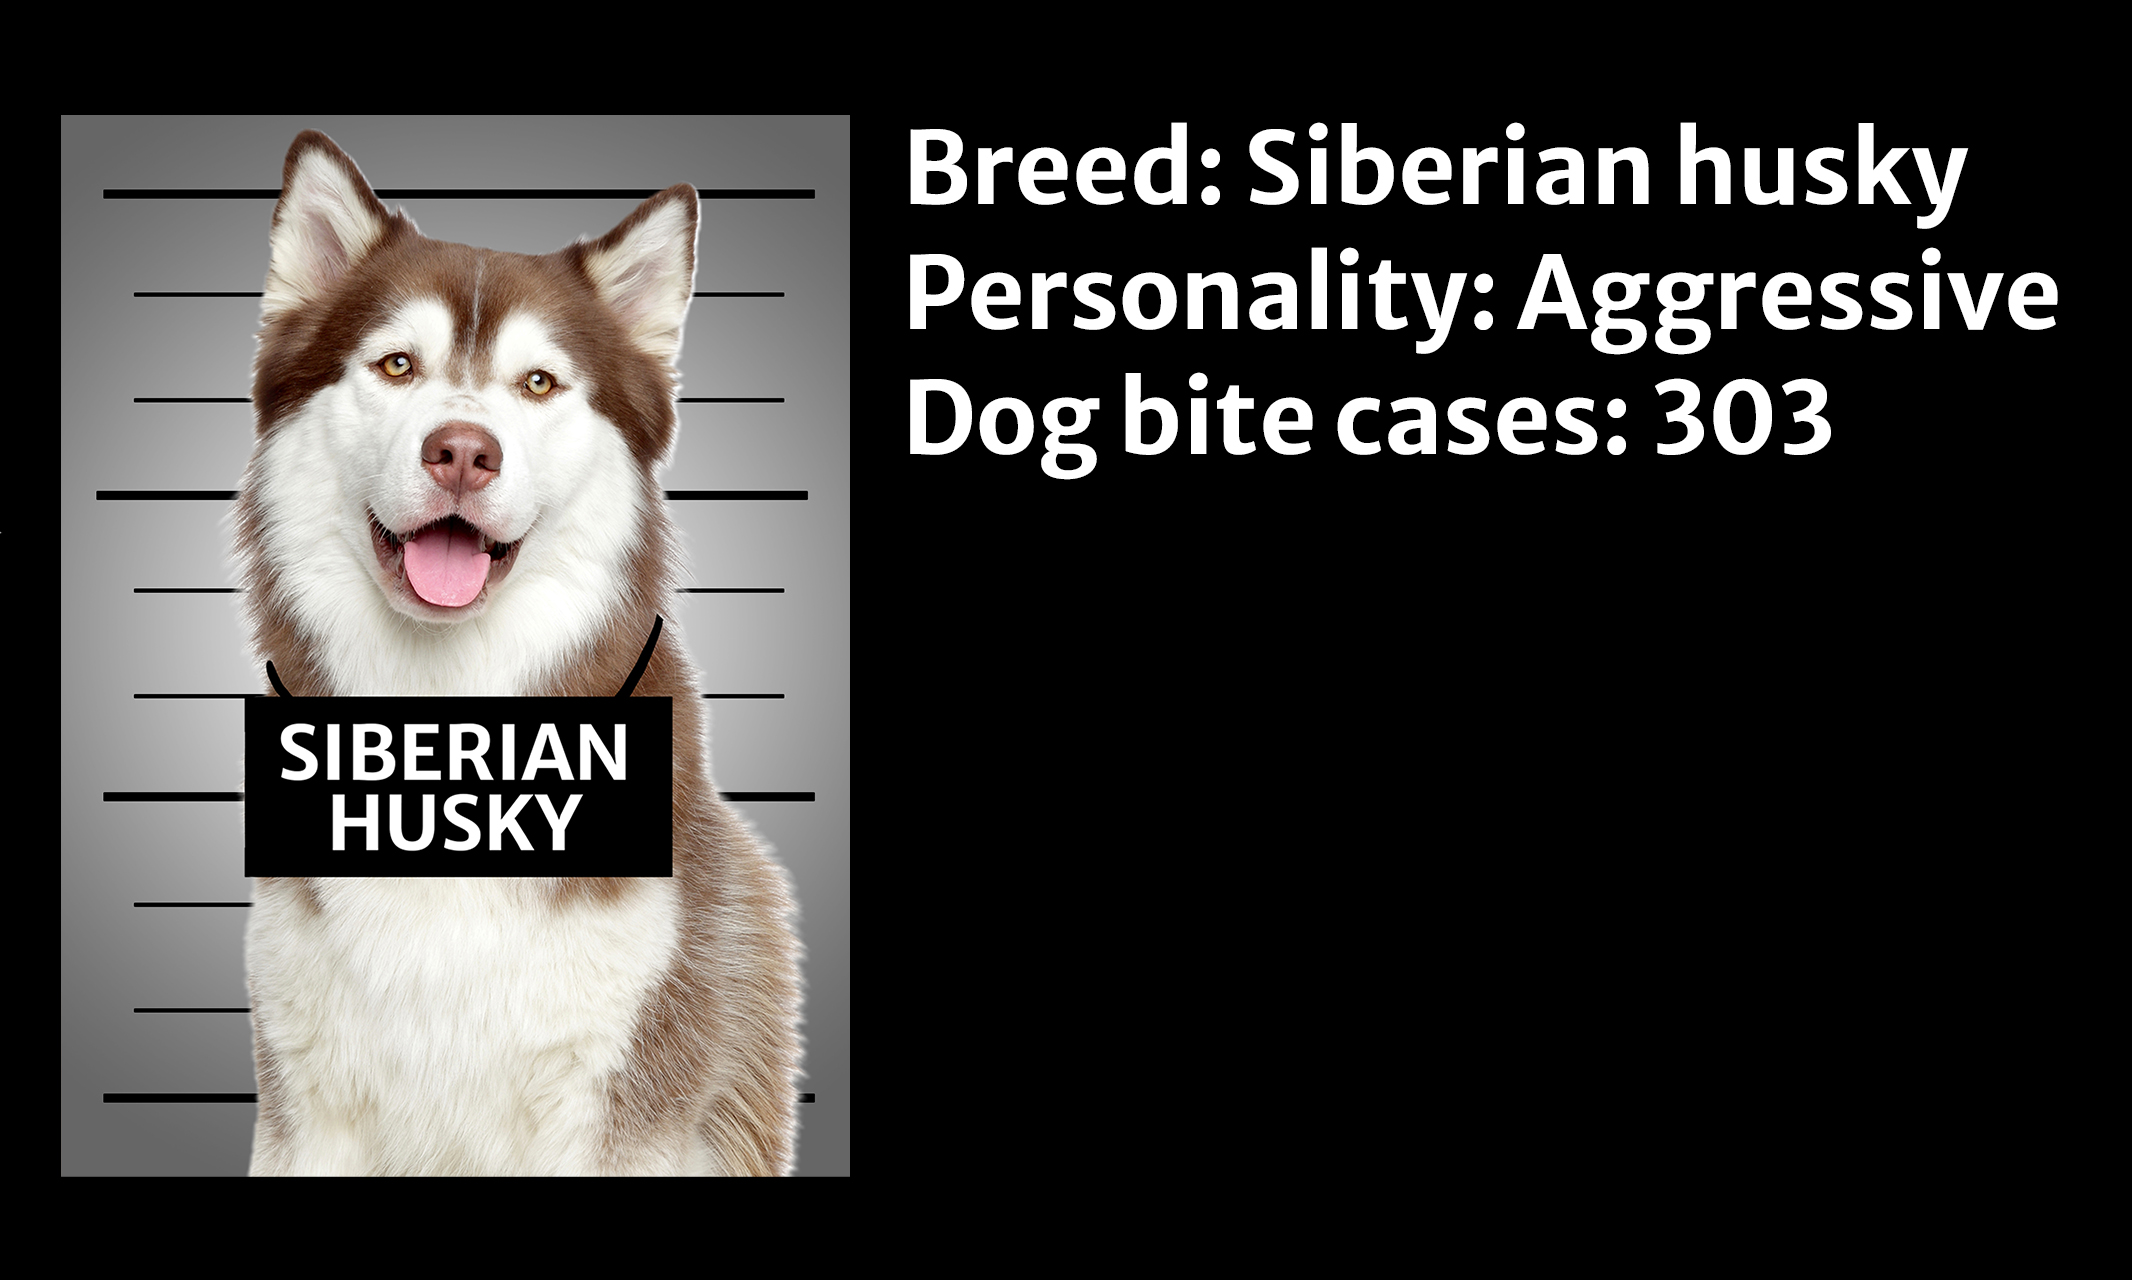 Breed: Siberian husky
Personality: Aggressive
Dog bite cases: 303
SIBERIAN
HUSKY